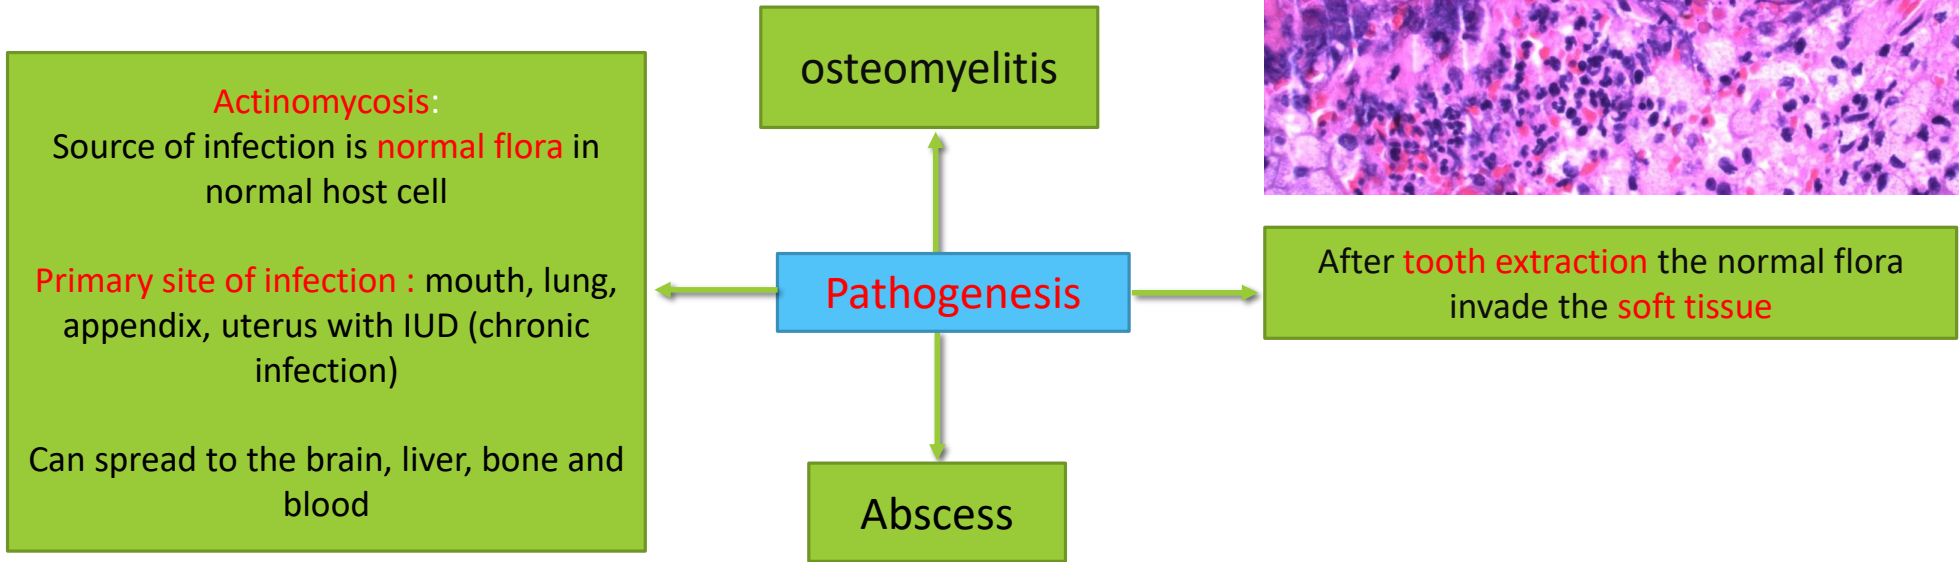 Actinomycosis:
Source of infection is normal flora in
normal host cell
Primary site of infection : mouth, lung,
appendix, uterus with IUD (chronic
infection)
Can spread to the brain, liver, bone and
blood
osteomyelitis
Pathogenesis
Abscess
After tooth extraction the normal flora
invade the soft tissue